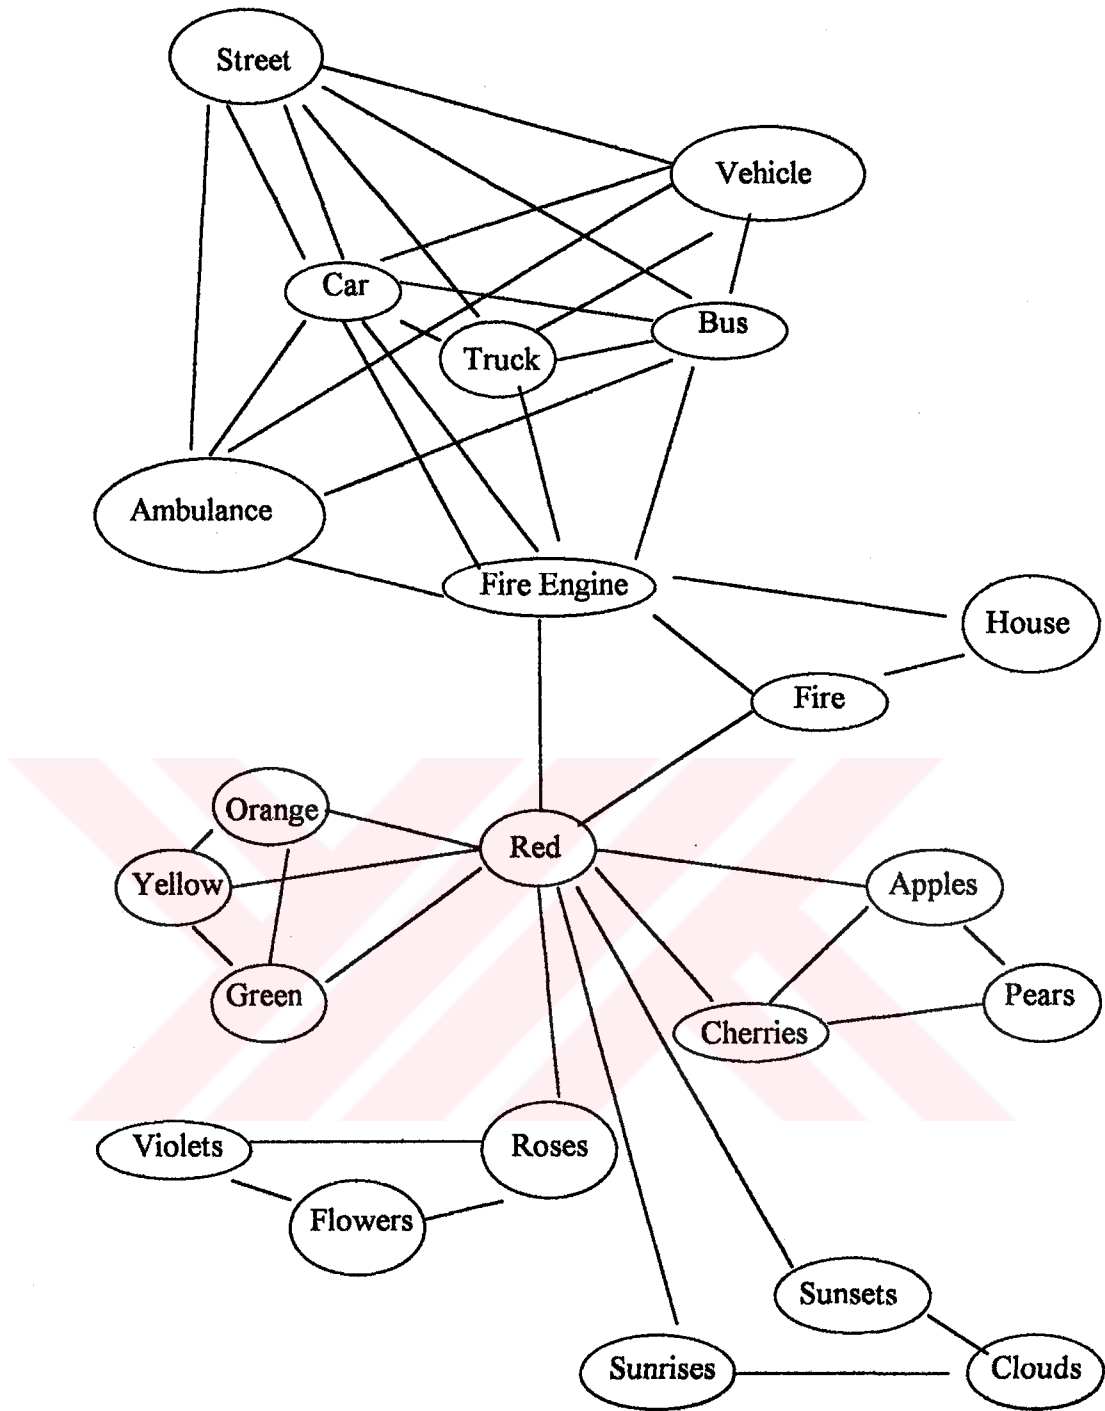 Street
Vehicle
Car
Bus
Truck
Ambulance
Fire Engine
House
Fire
Orange
Red
Yellow
Apples
Green
Pears
Cherries
Violets
Roses
Flowers
Sunsets
Sunrises
Clouds